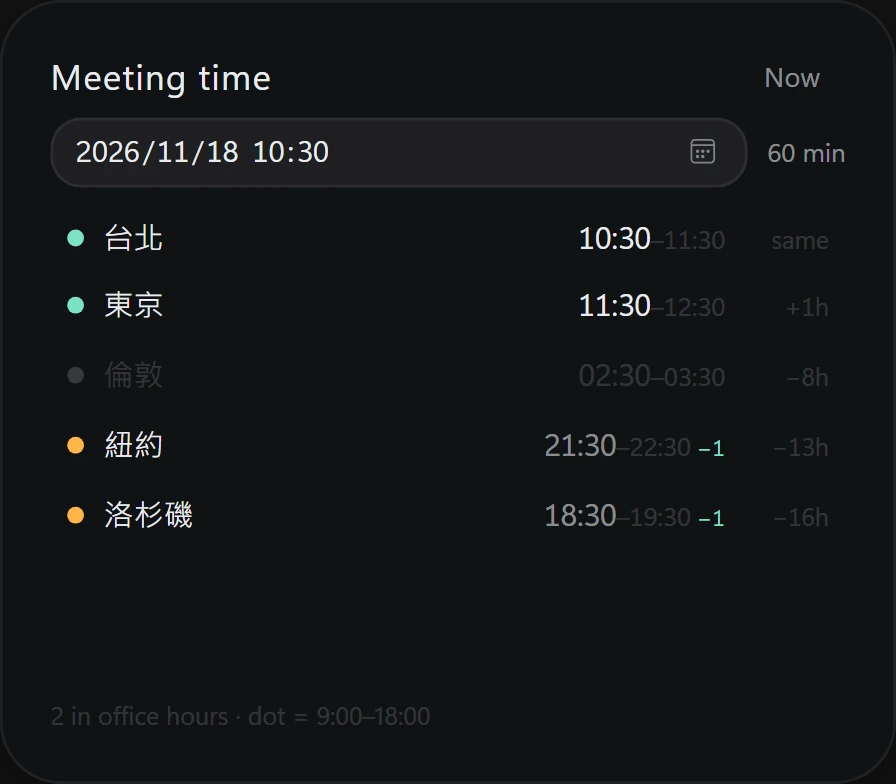 Meeting time
Now
2026/11/18 10:30
60 min
台北 10:30–11:30 same
東京 11:30–12:30 +1h
倫敦 02:30–03:30 −8h
紐約 21:30–22:30 −1 −13h
洛杉磯 18:30–19:30 −1 −16h
2 in office hours · dot = 9:00–18:00